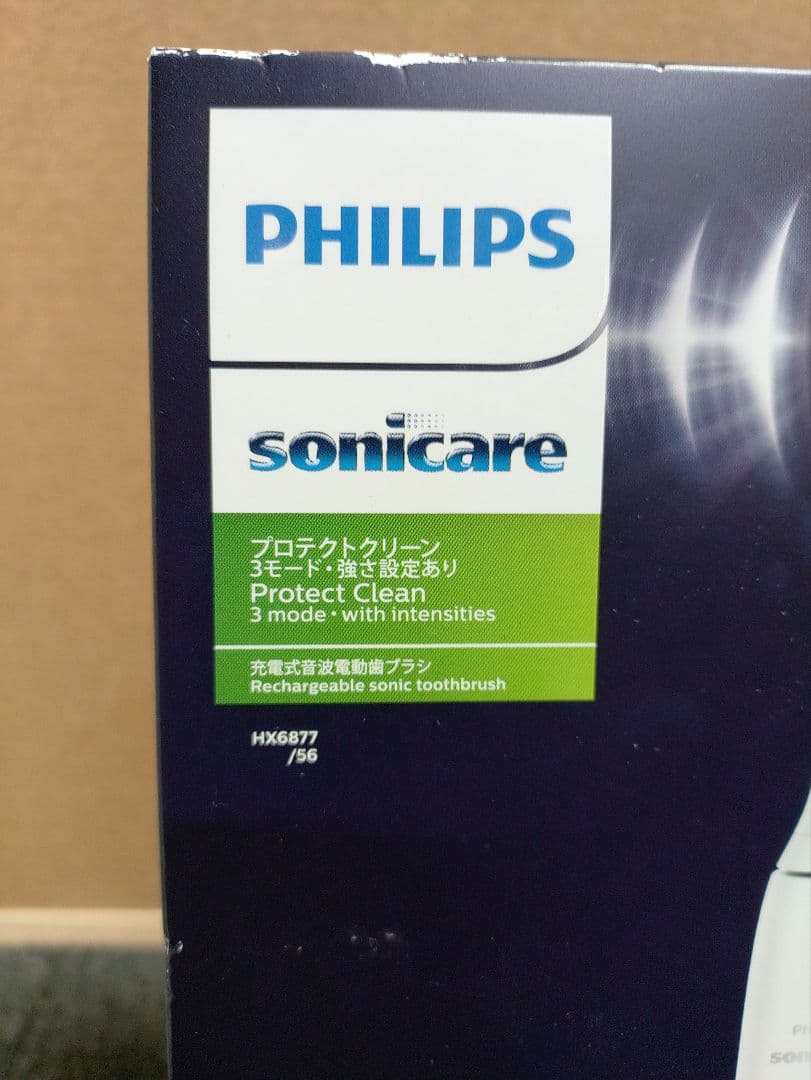 PHILIPS
sonicare
プロテクトクリーン
3モード・強さ設定あり
Protect Clean
3 mode · with intensities
充電式音波電動歯ブラシ
Rechargeable sonic toothbrush
HX6877
/56